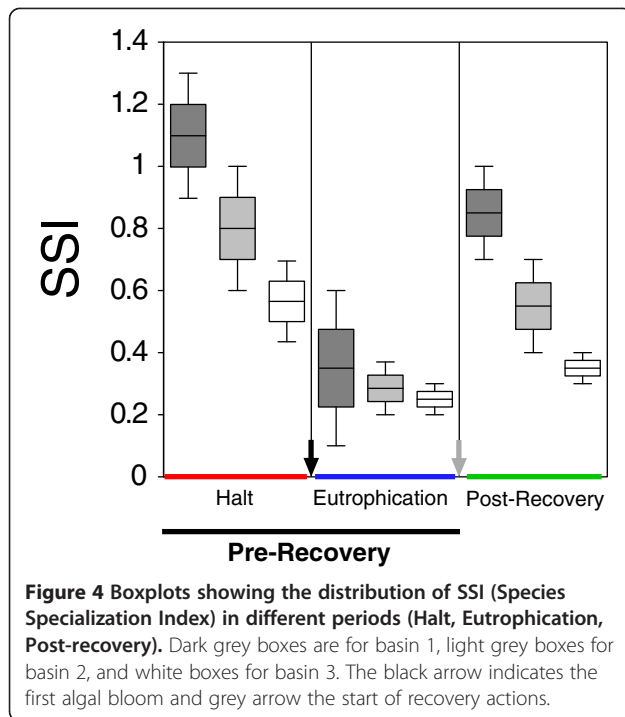 1.4
1.2
1
0.8
0.6
0.4
0.2
0
SSI
Halt
Eutrophication
Post-Recovery
Pre-Recovery
Figure 4 Boxplots showing the distribution of SSI (Species
Specialization Index) in different periods (Halt, Eutrophication,
Post-recovery). Dark grey boxes are for basin 1, light grey boxes for
basin 2, and white boxes for basin 3. The black arrow indicates the
first algal bloom and grey arrow the start of recovery actions.